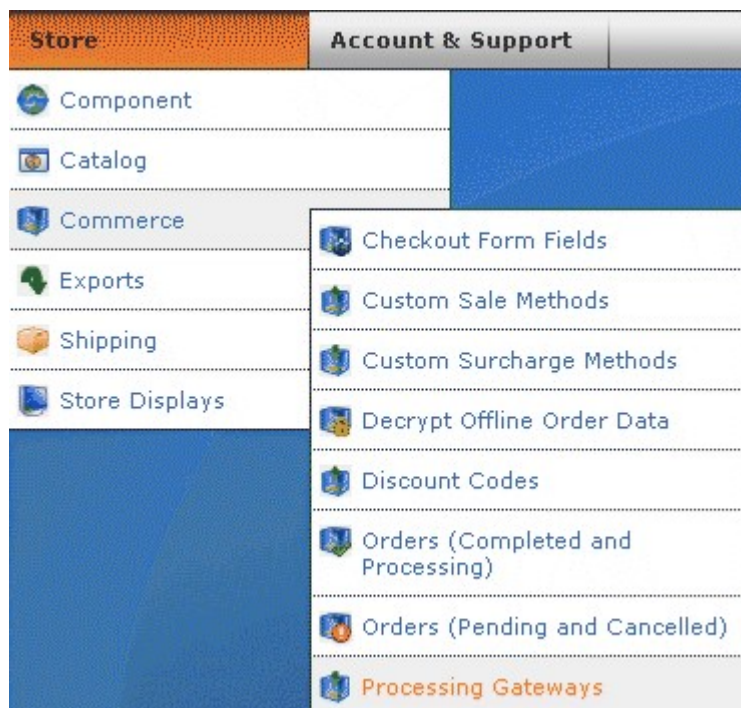 Store
Account & Support
Component
Catalog
Commerce
Exports
Shipping
Store Displays
Checkout Form Fields
Custom Sale Methods
Custom Surcharge Methods
Decrypt Offline Order Data
Discount Codes
Orders (Completed and
Processing)
Orders (Pending and Cancelled)
Processing Gateways